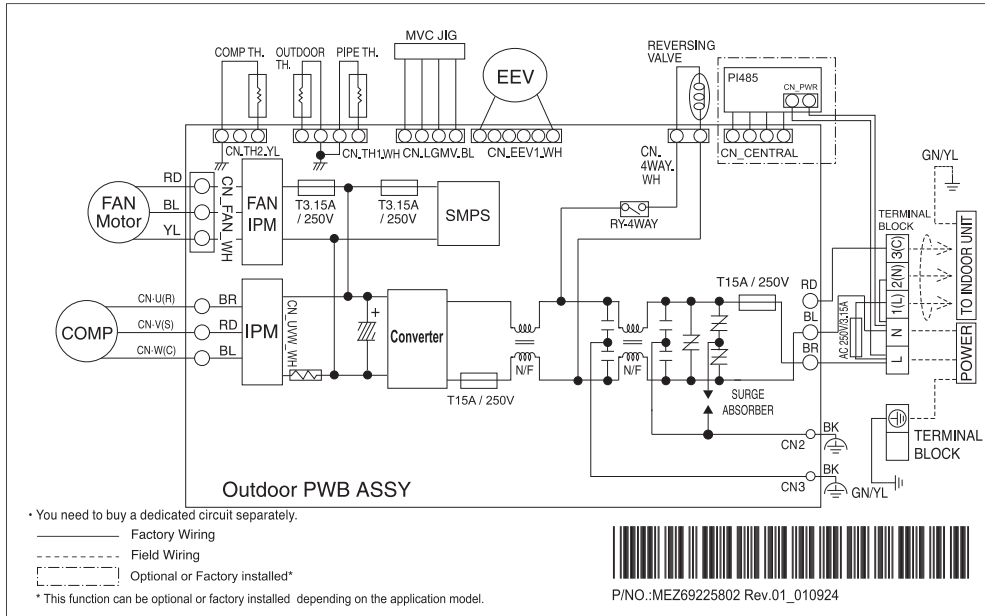 MVC JIG
COMP TH.
OUTDOOR
TH.
PIPE TH.
EEV
REVERSING
VALVE
PI485
CN_PWR
CN_TH2_YL
CN_TH1_WH
CN_LGMV_BL
CN_EEV1_WH
CN_
4WAY_
WH
CN_CENTRAL
GN/YL
FAN
Motor
RD
BL
YL
CN_FAN_WH
FAN
IPM
T3.15A
/ 250V
T3.15A
/ 250V
SMPS
RY-4WAY
TERMINAL
BLOCK
3(C)
2(N)
1(L)
N
L
TO INDOOR UNIT
POWER
AC 250V/3.15A
T15A / 250V
RD
BL
BR
COMP
CN-U(R)
CN-V(S)
CN-W(C)
BR
RD
BL
IPM
CN_UVW_WH
+
Converter
N/F
N/F
T15A / 250V
SURGE
ABSORBER
CN2
BK
CN3
BK
TERMINAL
BLOCK
GN/YL
Outdoor PWB ASSY
• You need to buy a dedicated circuit separately.
Factory Wiring
Field Wiring
Optional or Factory installed*
* This function can be optional or factory installed depending on the application model.
P/NO.:MEZ69225802 Rev.01_010924